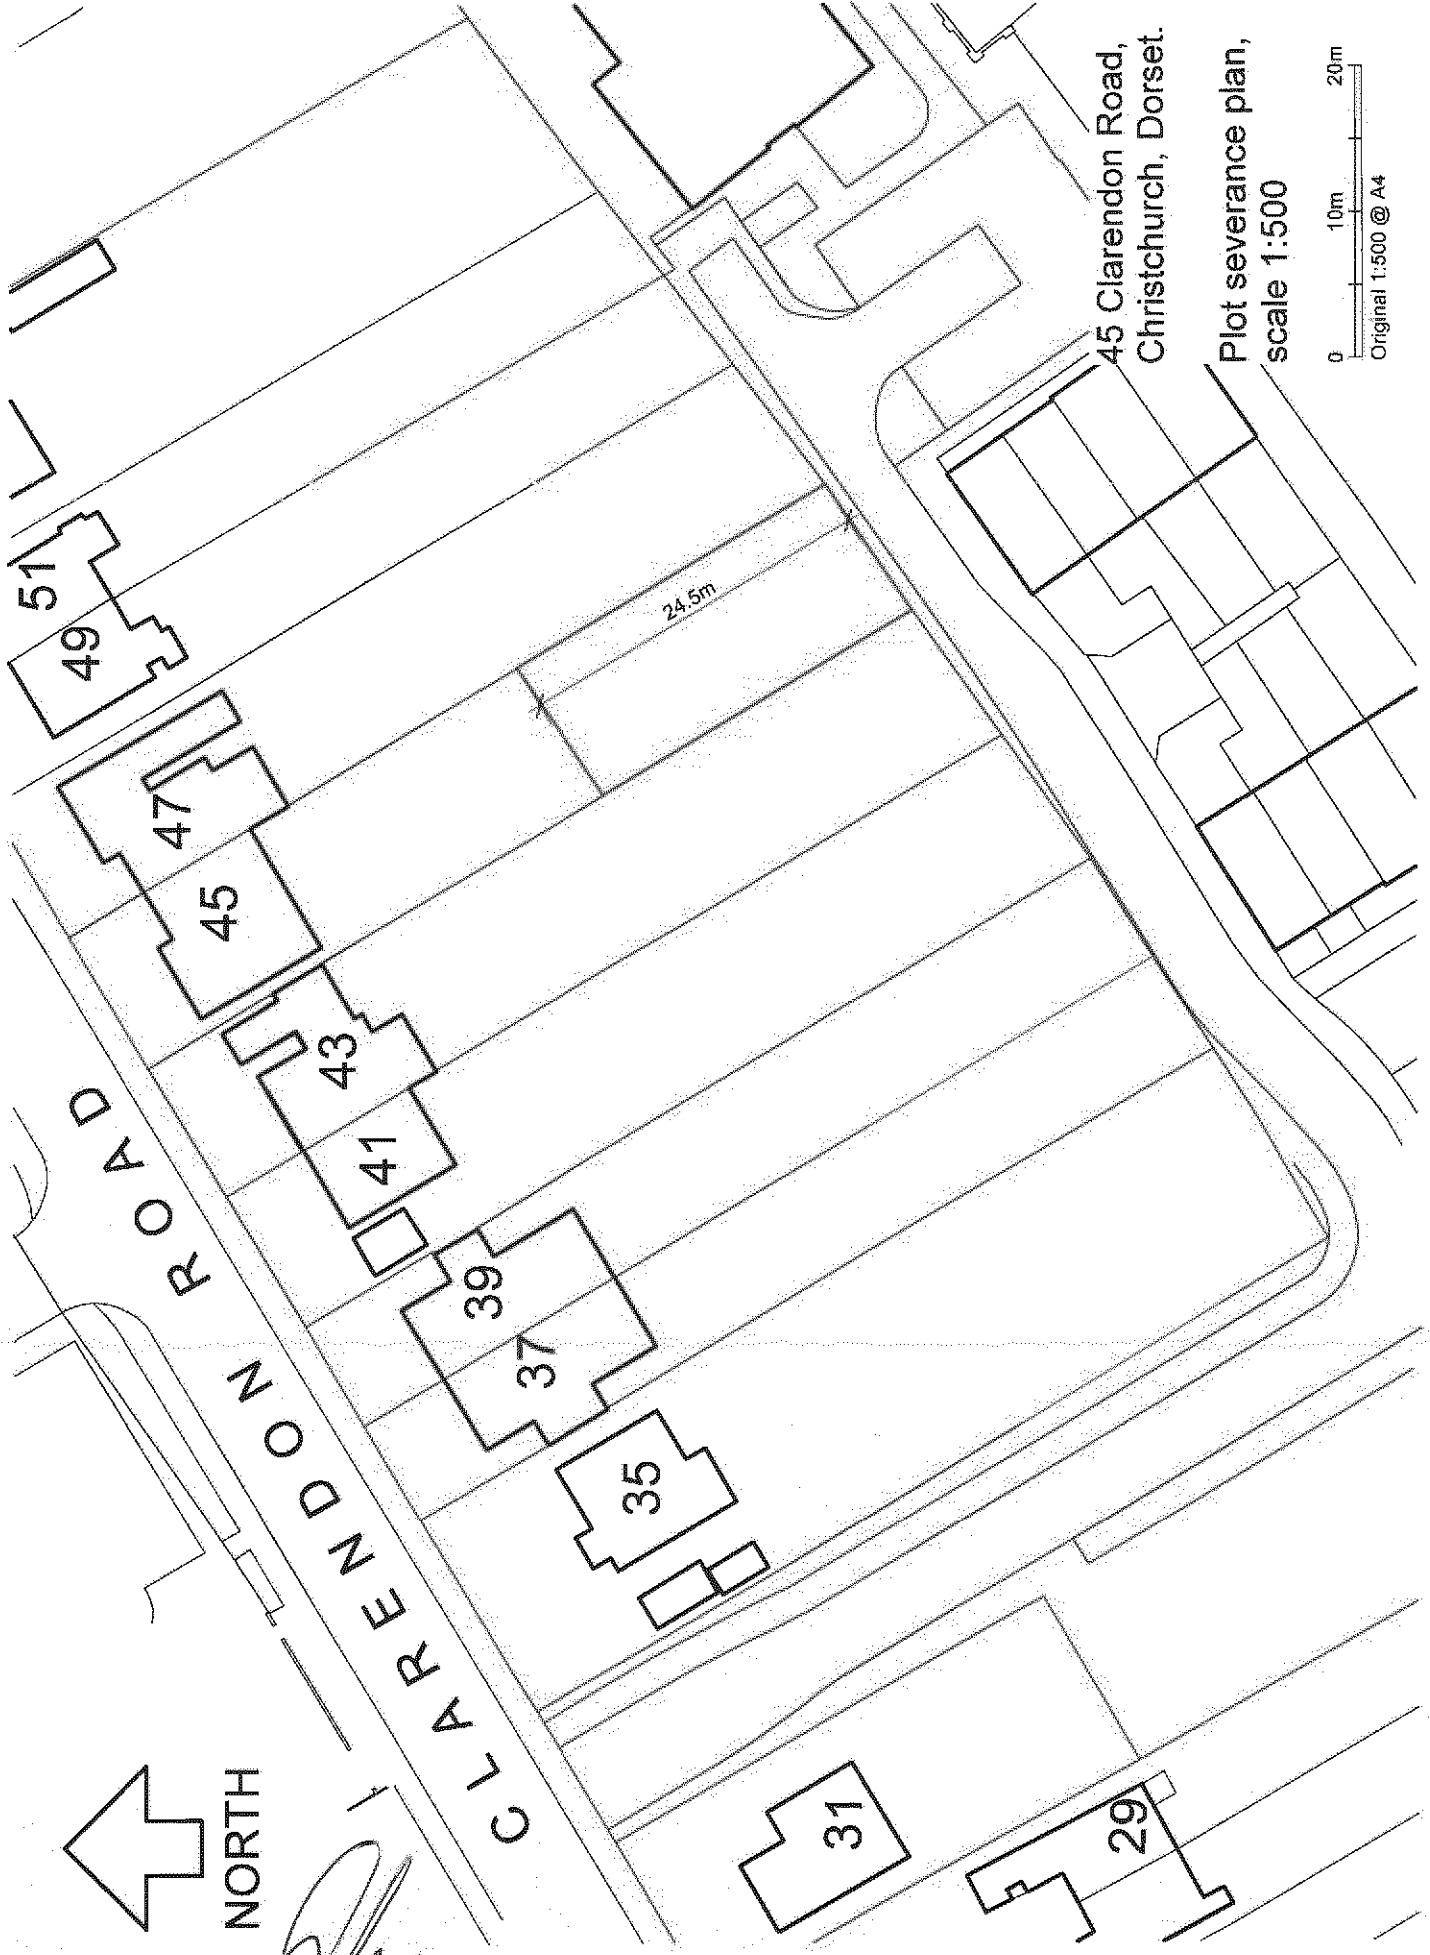 NORTH
CLARENDON ROAD
29
31
35
37
39
41
43
45
47
49
51
24.5m
45 Clarendon Road,
Christchurch, Dorset.
Plot severance plan,
scale 1:500
0 10m 20m
Original 1:500 @ A4